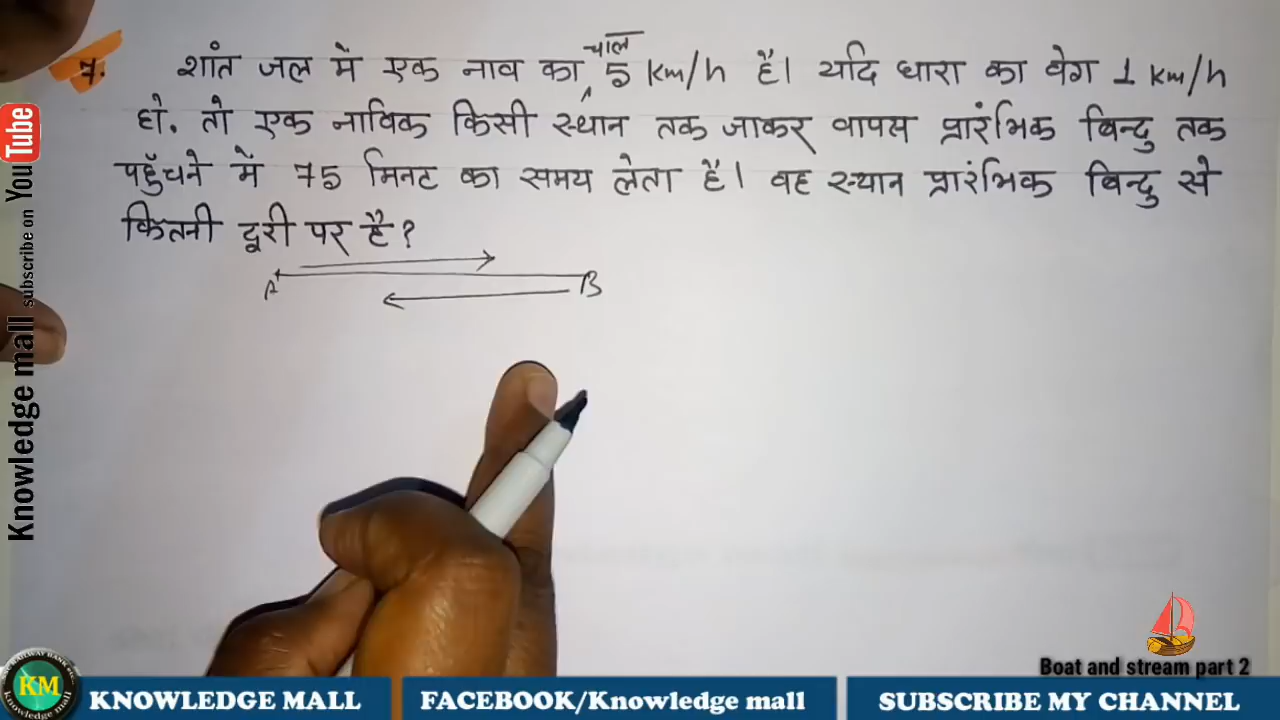 7. शांत जल में एक नाव का चाल 5 km/h है। यदि धारा का वेग 1 km/h
हो. तो एक नाविक किसी स्थान तक जाकर वापस प्रारंभिक बिन्दु तक
पहुँचने में 75 मिनट का समय लेता है। वह स्थान प्रारंभिक बिन्दु से
कितनी दूरी पर है?
A B
Knowledge mall subscribe on YouTube
Boat and stream part 2
KM KNOWLEDGE MALL FACEBOOK/Knowledge mall SUBSCRIBE MY CHANNEL